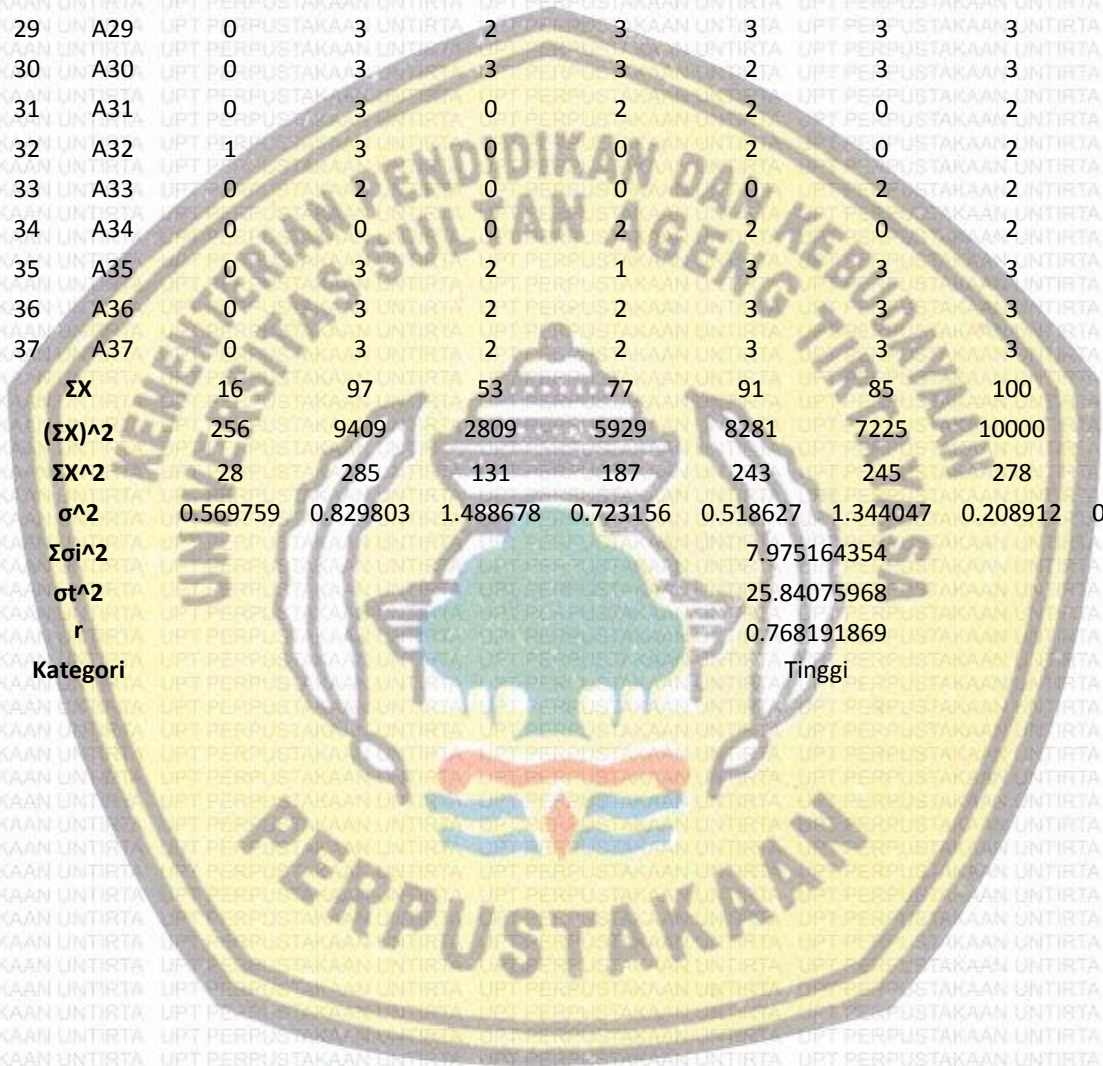 29 A29 0 3 2 3 3 3 3
30 A30 0 3 3 3 2 3 3
31 A31 0 3 0 2 2 0 2
32 A32 1 3 0 0 2 0 2
33 A33 0 2 0 0 0 2 2
34 A34 0 0 0 2 2 0 2
35 A35 0 3 2 1 3 3 3
36 A36 0 3 2 2 3 3 3
37 A37 0 3 2 2 3 3 3
ΣX 16 97 53 77 91 85 100
(ΣX)^2 256 9409 2809 5929 8281 7225 10000
ΣX^2 28 285 131 187 243 245 278
σ^2 0.569759 0.829803 1.488678 0.723156 0.518627 1.344047 0.208912 0
Σσi^2 7.975164354
σt^2 25.84075968
r 0.768191869
Kategori Tinggi
KEMENTERIAN PENDIDIKAN DAN KEBUDAYAAN
UNIVERSITAS SULTAN AGENG TIRTAYASA
PERPUSTAKAAN
UPT PERPUSTAKAAN UNTIRTA